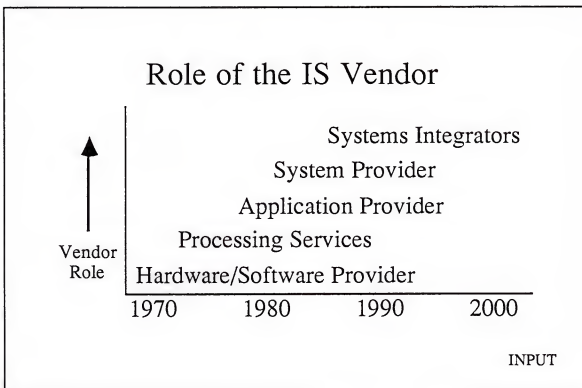 Role of the IS Vendor
Systems Integrators
System Provider
Application Provider
Processing Services
Vendor
Role
Hardware/Software Provider
1970 1980 1990 2000
INPUT